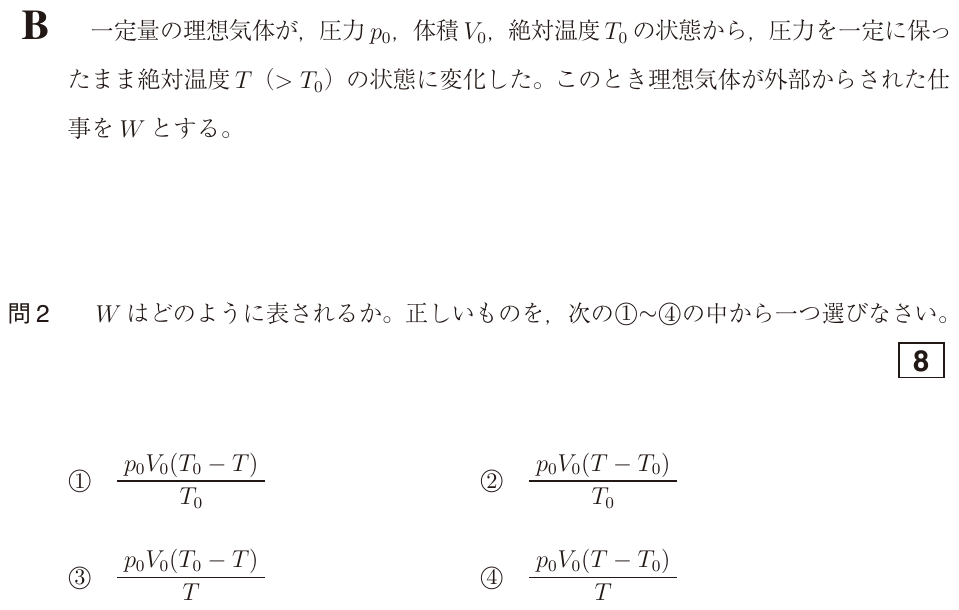 B 一定量の理想気体が，圧力 p₀，体積 V₀，絶対温度 T₀ の状態から，圧力を一定に保っ
たまま絶対温度 T（> T₀）の状態に変化した。このとき理想気体が外部からされた仕
事を W とする。
問2 W はどのように表されるか。正しいものを，次の①~④の中から一つ選びなさい。
8
① p₀V₀(T₀ − T) / T₀ ② p₀V₀(T − T₀) / T₀
③ p₀V₀(T₀ − T) / T ④ p₀V₀(T − T₀) / T